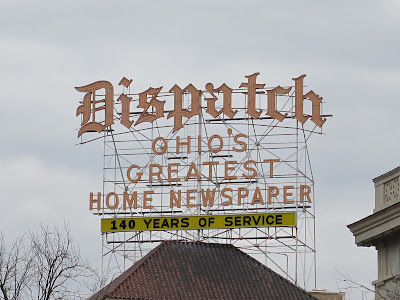 Dispatch
OHIO'S
GREATEST
HOME NEWSPAPER
140 YEARS OF SERVICE